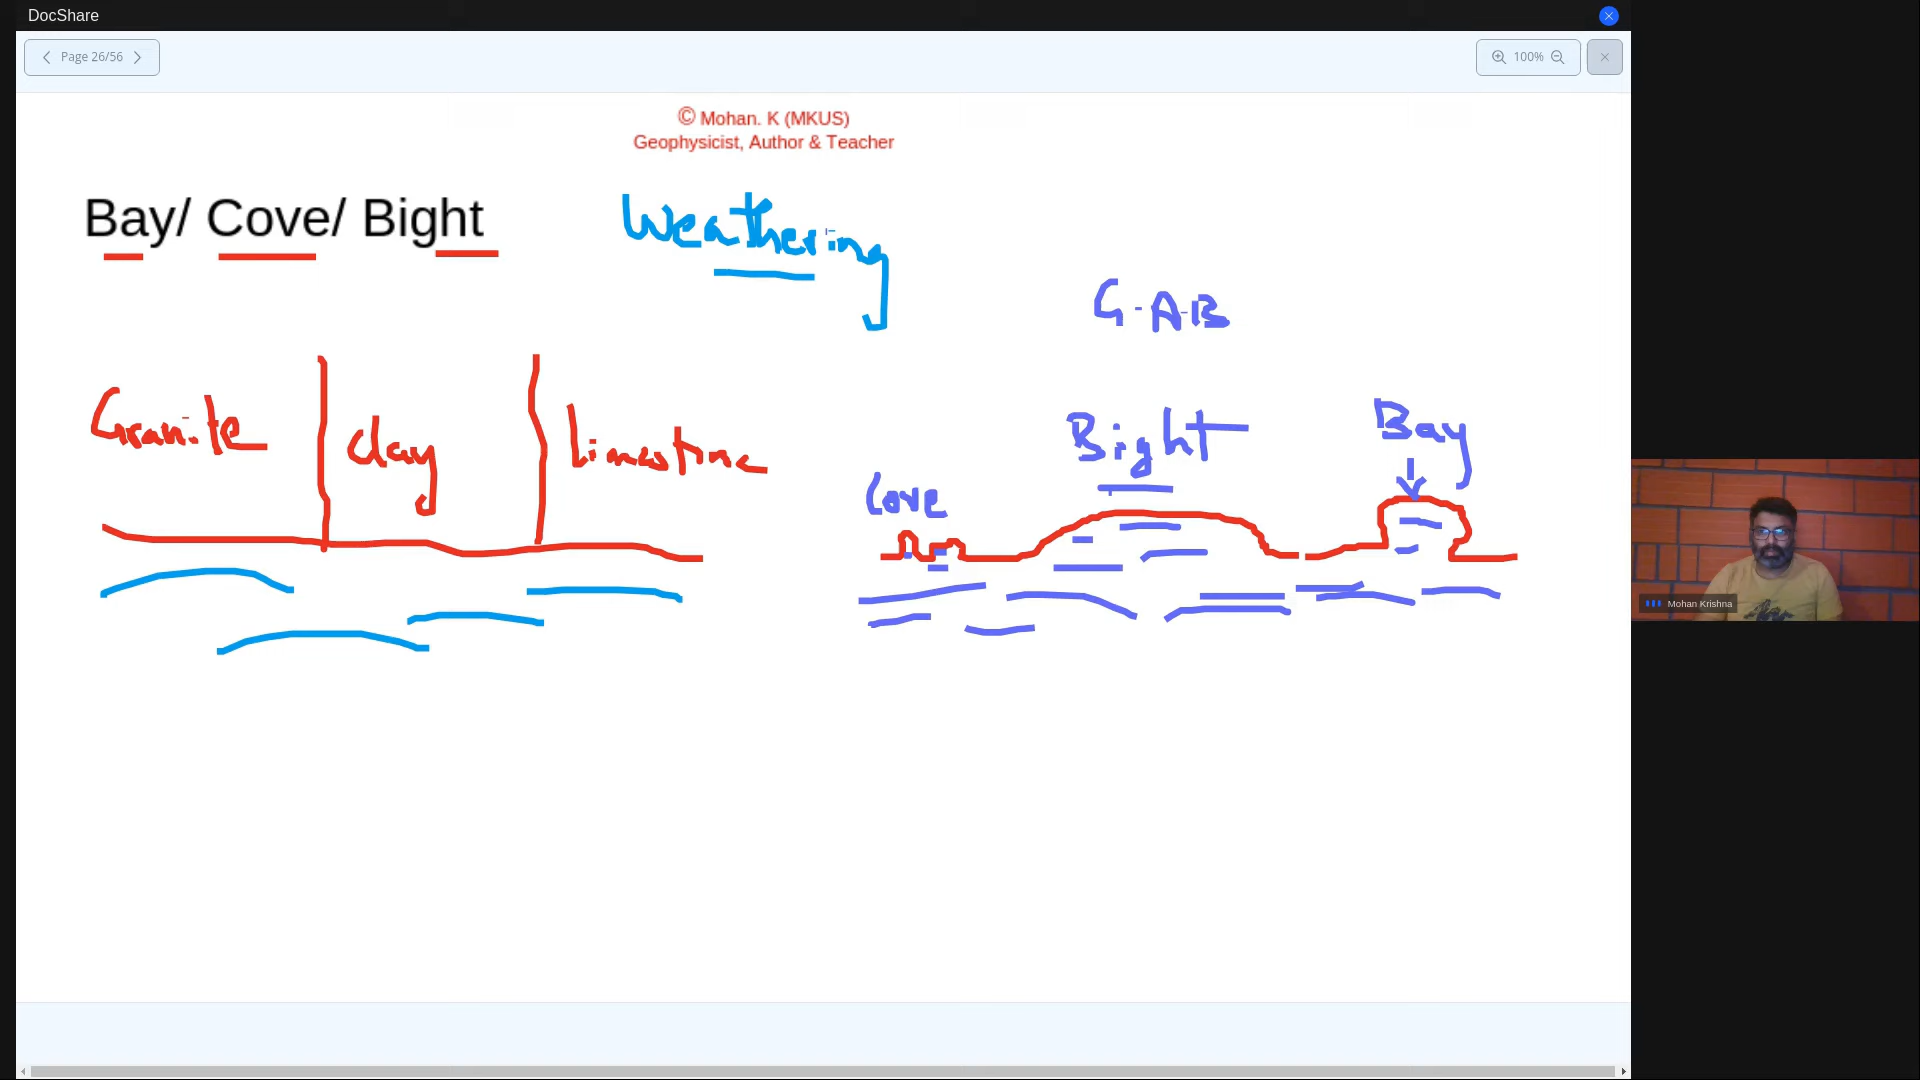 DocShare
Page 26/56
100%
© Mohan. K (MKUS)
Geophysicist, Author & Teacher
Bay/ Cove/ Bight
Weathering
G-A-B
Granite
Clay
Limestone
Cove
Bight
Bay
Mohan Krishna